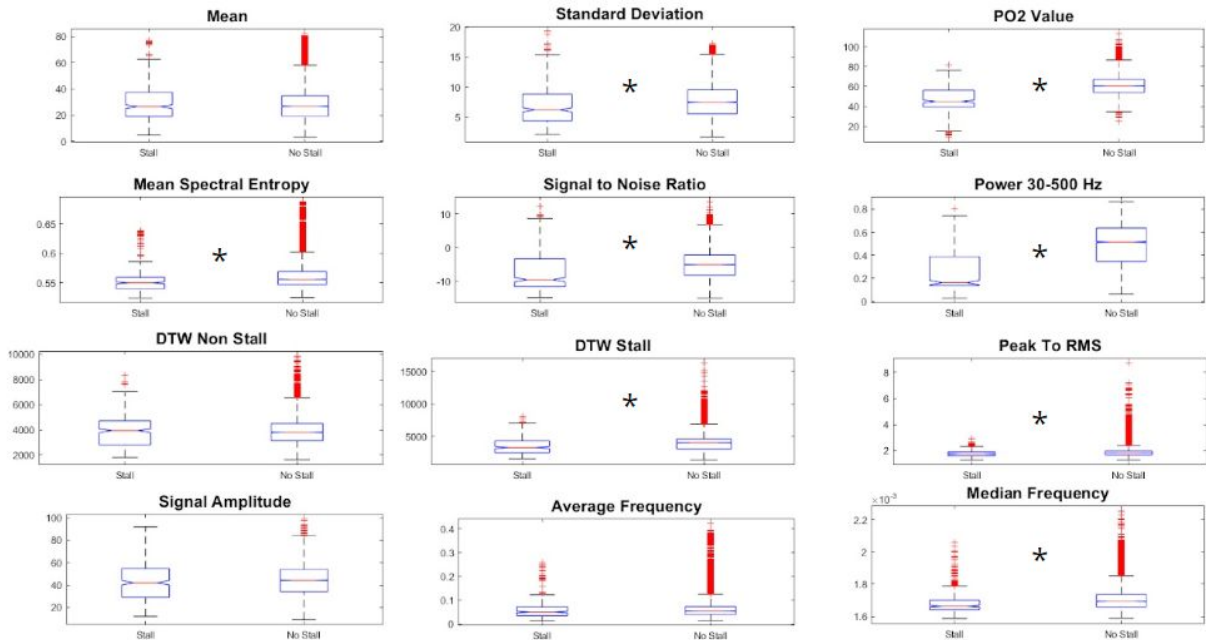 Mean
80
60
40
20
0
Stall
No Stall
Standard Deviation
20
15
10
5
*
Stall
No Stall
PO2 Value
100
80
60
40
20
*
Stall
No Stall
Mean Spectral Entropy
0.65
0.6
0.55
*
Stall
No Stall
Signal to Noise Ratio
10
0
-10
*
Stall
No Stall
Power 30-500 Hz
0.8
0.6
0.4
0.2
0
*
Stall
No Stall
DTW Non Stall
10000
8000
6000
4000
2000
Stall
No Stall
DTW Stall
15000
10000
5000
*
Stall
No Stall
Peak To RMS
8
6
4
2
*
Stall
No Stall
Signal Amplitude
100
80
60
40
20
Stall
No Stall
Average Frequency
0.4
0.3
0.2
0.1
0
Stall
No Stall
Median Frequency
×10⁻³
2.2
2
1.8
1.6
*
Stall
No Stall